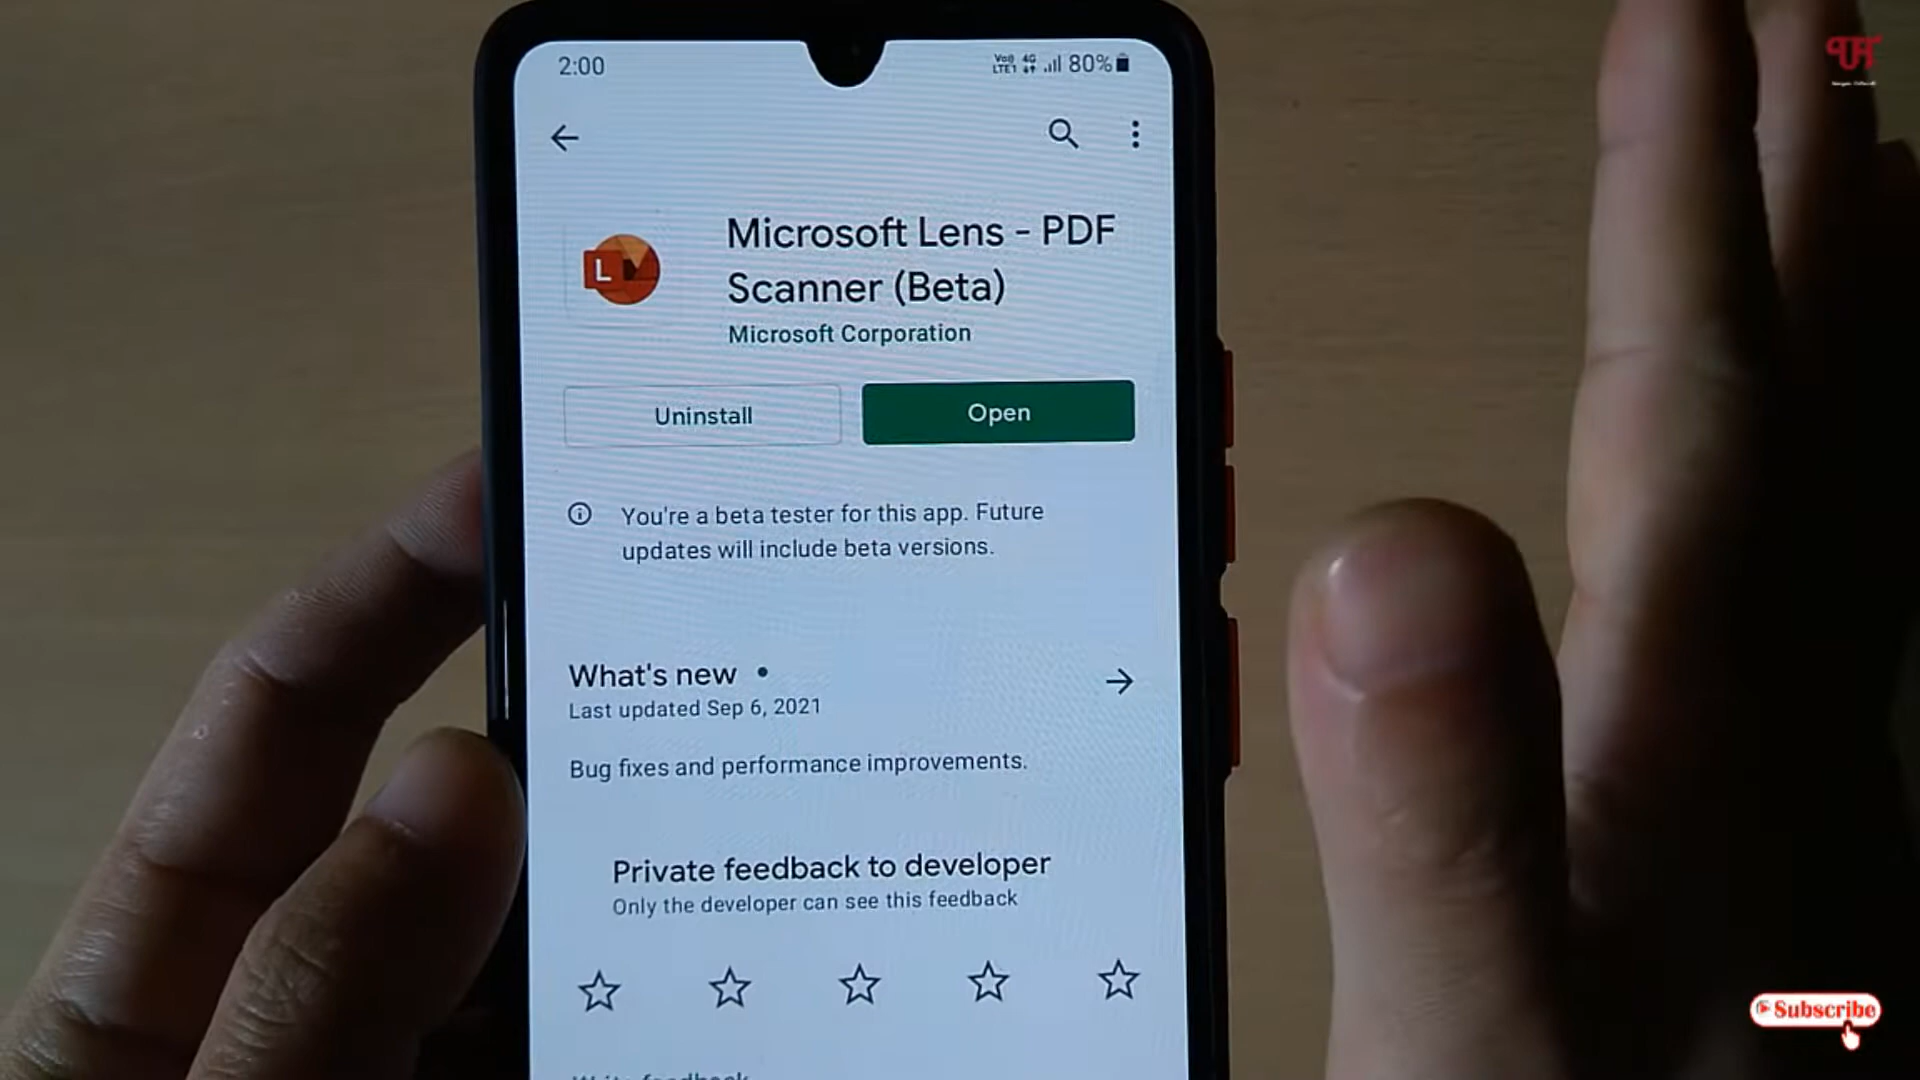 2:00
80%
Microsoft Lens - PDF
Scanner (Beta)
Microsoft Corporation
L
Uninstall
Open
You're a beta tester for this app. Future
updates will include beta versions.
What's new •
Last updated Sep 6, 2021
Bug fixes and performance improvements.
Private feedback to developer
Only the developer can see this feedback
Subscribe